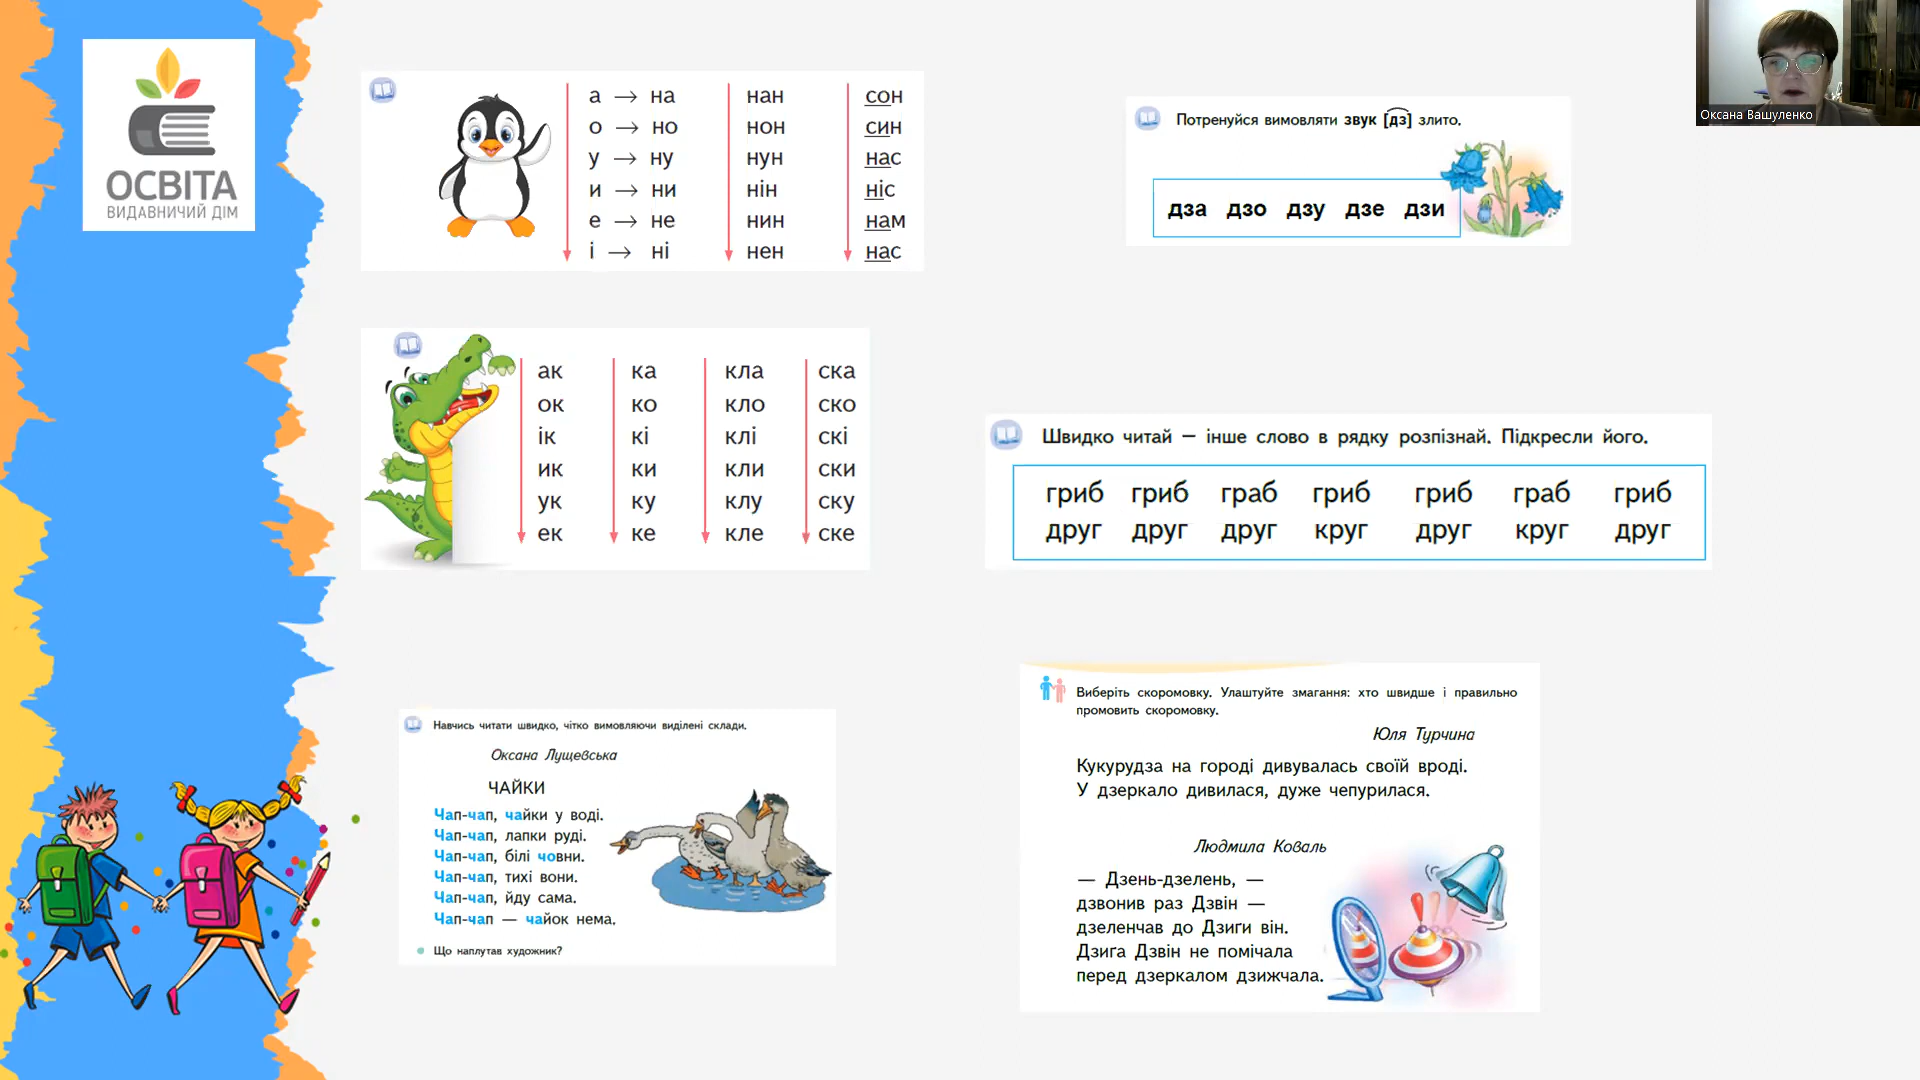 ОСВІТА
ВИДАВНИЧИЙ ДІМ
а → на нан сон
о → но нон син
у → ну нун нас
и → ни нін ніс
е → не нин нам
і → ні нен нас
Потренуйся вимовляти звук [дз] злито.
дза дзо дзу дзе дзи
Оксана Вашуленко
ак ка кла ска
ок ко кло ско
ік кі клі скі
ик ки кли ски
ук ку клу ску
ек ке кле ске
Швидко читай – інше слово в рядку розпізнай. Підкресли його.
гриб гриб граб гриб гриб граб гриб
друг друг друг круг друг круг друг
Навчись читати швидко, чітко вимовляючи виділені склади.
Оксана Лущевська
ЧАЙКИ
Чап-чап, чайки у воді.
Чап-чап, лапки руді.
Чап-чап, білі човни.
Чап-чап, тихі вони.
Чап-чап, йду сама.
Чап-чап — чайок нема.
Що наплутав художник?
Виберіть скоромовку. Улаштуйте змагання: хто швидше і правильно
промовить скоромовку.
Юля Турчина
Кукурудза на городі дивувалась своїй вроді.
У дзеркало дивилася, дуже чепурилася.
Людмила Коваль
— Дзень-дзелень, —
дзвонив раз Дзвін —
дзеленчав до Дзиґи він.
Дзиґа Дзвін не помічала
перед дзеркалом дзижчала.